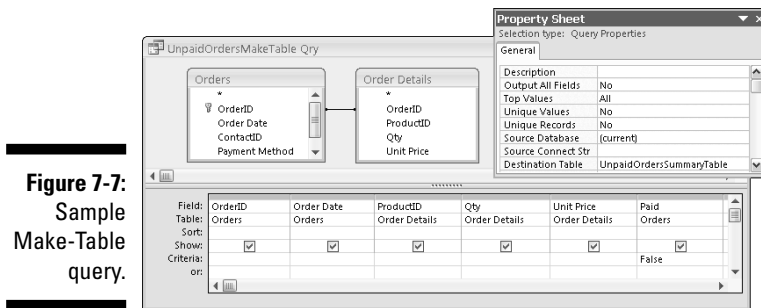 Property Sheet
Selection type: Query Properties
General
Description
Output All Fields No
Top Values All
Unique Values No
Unique Records No
Source Database (current)
Source Connect Str
Destination Table UnpaidOrdersSummaryTable
UnpaidOrdersMakeTable Qry
Orders
*
OrderID
Order Date
ContactID
Payment Method
Order Details
*
OrderID
ProductID
Qty
Unit Price
Field: OrderID Order Date ProductID Qty Unit Price Paid
Table: Orders Orders Order Details Order Details Order Details Orders
Sort:
Show:
Criteria: False
or:
Figure 7-7:
Sample
Make-Table
query.